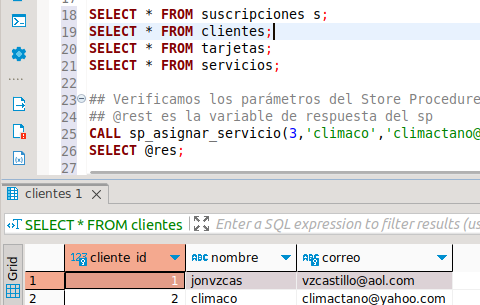 17
18 SELECT * FROM suscripciones s;
19 SELECT * FROM clientes;
20 SELECT * FROM tarjetas;
21 SELECT * FROM servicios;
22
23 ## Verificamos los parámetros del Store Procedure
24 ## @rest es la variable de respuesta del sp
25 CALL sp_asignar_servicio(3,'climaco','climactano@
26 SELECT @res;
27
clientes 1
SELECT * FROM clientes Enter a SQL expression to filter results (us
Grid
123 cliente_id ABC nombre ABC correo
1 1 jonvzcas vzcastillo@aol.com
2 2 climaco climactano@yahoo.com